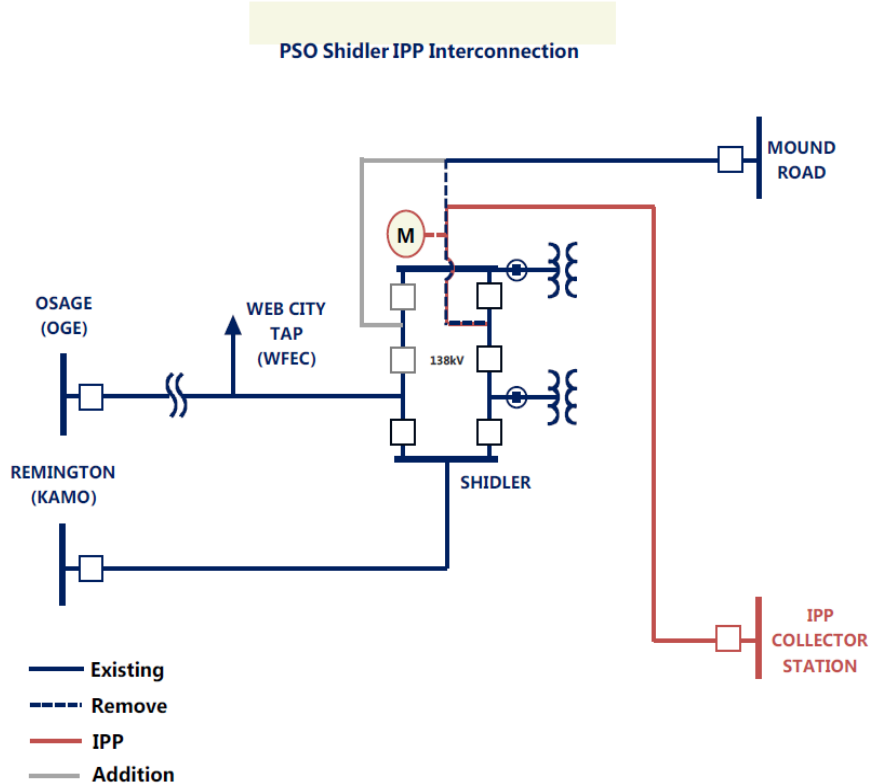 PSO Shidler IPP Interconnection
MOUND
ROAD
M
OSAGE
(OGE)
WEB CITY
TAP
(WFEC)
138kV
REMINGTON
(KAMO)
SHIDLER
IPP
COLLECTOR
STATION
Existing
Remove
IPP
Addition